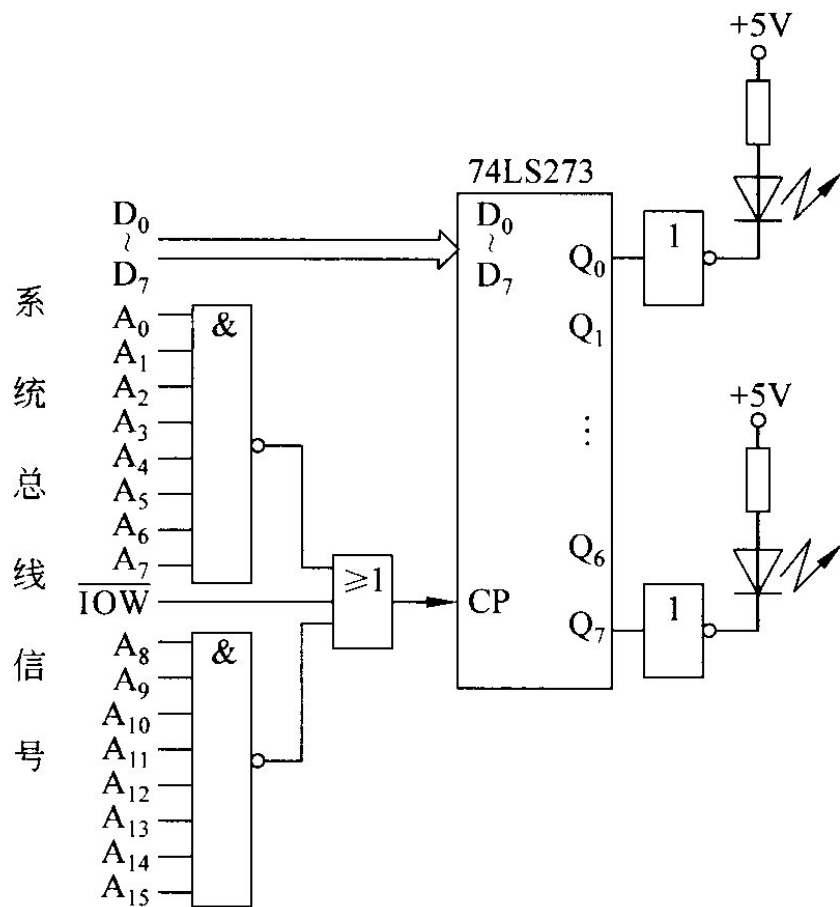 +5V
74LS273
D₀
~
D₇
D₀
~
D₇
Q₀
1
Q₁
⋮
Q₆
Q₇
+5V
1
系统总线信号
A₀
A₁
A₂
A₃
A₄
A₅
A₆
A₇
&
$\overline{IOW}$
≥1
CP
A₈
A₉
A₁₀
A₁₁
A₁₂
A₁₃
A₁₄
A₁₅
&